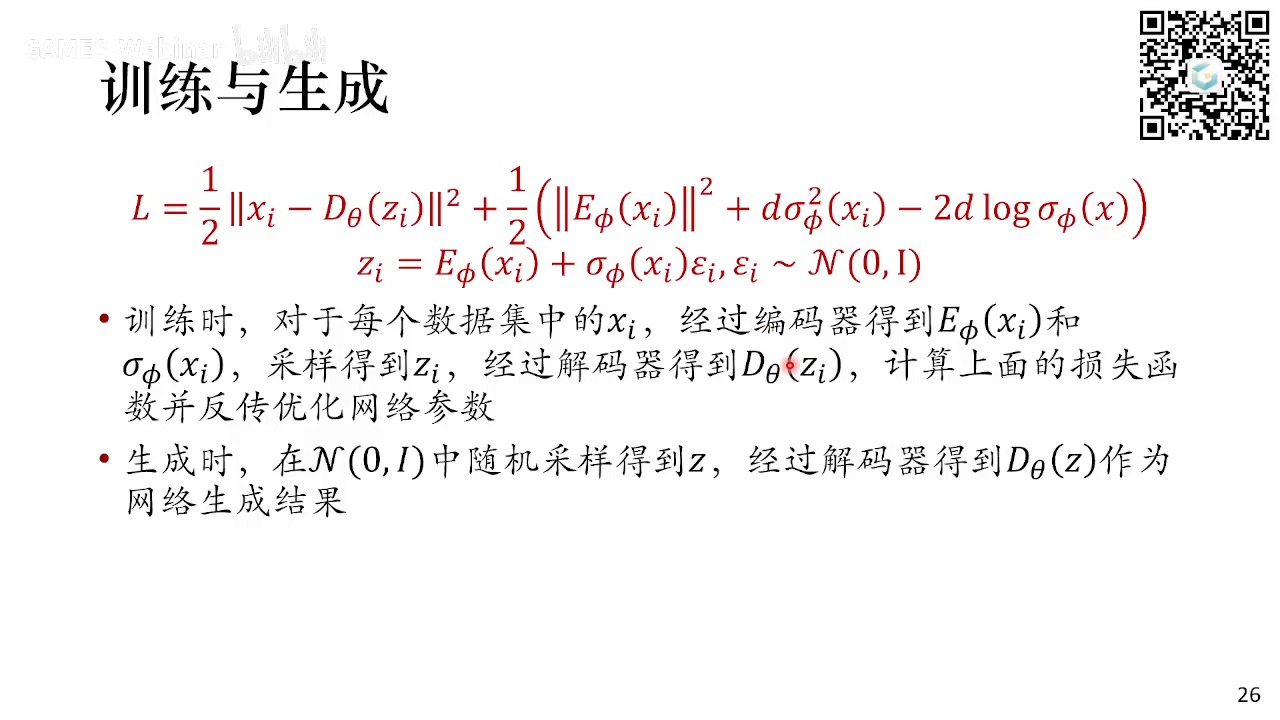 GAMES Webinar bilibili
训练与生成
L = 1/2 ‖x_i − D_θ(z_i)‖² + 1/2 (‖E_ϕ(x_i)‖² + dσ_ϕ²(x_i) − 2d log σ_ϕ(x))
z_i = E_ϕ(x_i) + σ_ϕ(x_i)ε_i, ε_i ~ 𝒩(0, I)
• 训练时，对于每个数据集中的x_i，经过编码器得到E_ϕ(x_i)和
σ_ϕ(x_i)，采样得到z_i，经过解码器得到D_θ(z_i)，计算上面的损失函
数并反传优化网络参数
• 生成时，在𝒩(0, I)中随机采样得到z，经过解码器得到D_θ(z)作为
网络生成结果
26